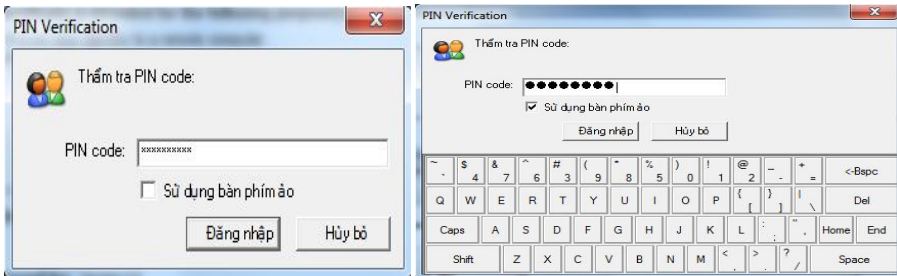 PIN Verification
Thẩm tra PIN code:
PIN code: xxxxxxxxxx
Sử dụng bàn phím ảo
Đăng nhập Hủy bỏ
PIN Verification
Thẩm tra PIN code:
PIN code: ●●●●●●●●
Sử dụng bàn phím ảo
Đăng nhập Hủy bỏ
~ ` $ 4 & 7 ^ 6 # 3 ( 9 * 8 % 5 ) 0 ! 1 @ 2 _ - + = <-Bspc
Q W E R T Y U I O P { [ } ] | \ Del
Caps A S D F G H J K L : ; " ' Home End
Shift Z X C V B N M < , > . ? / Space